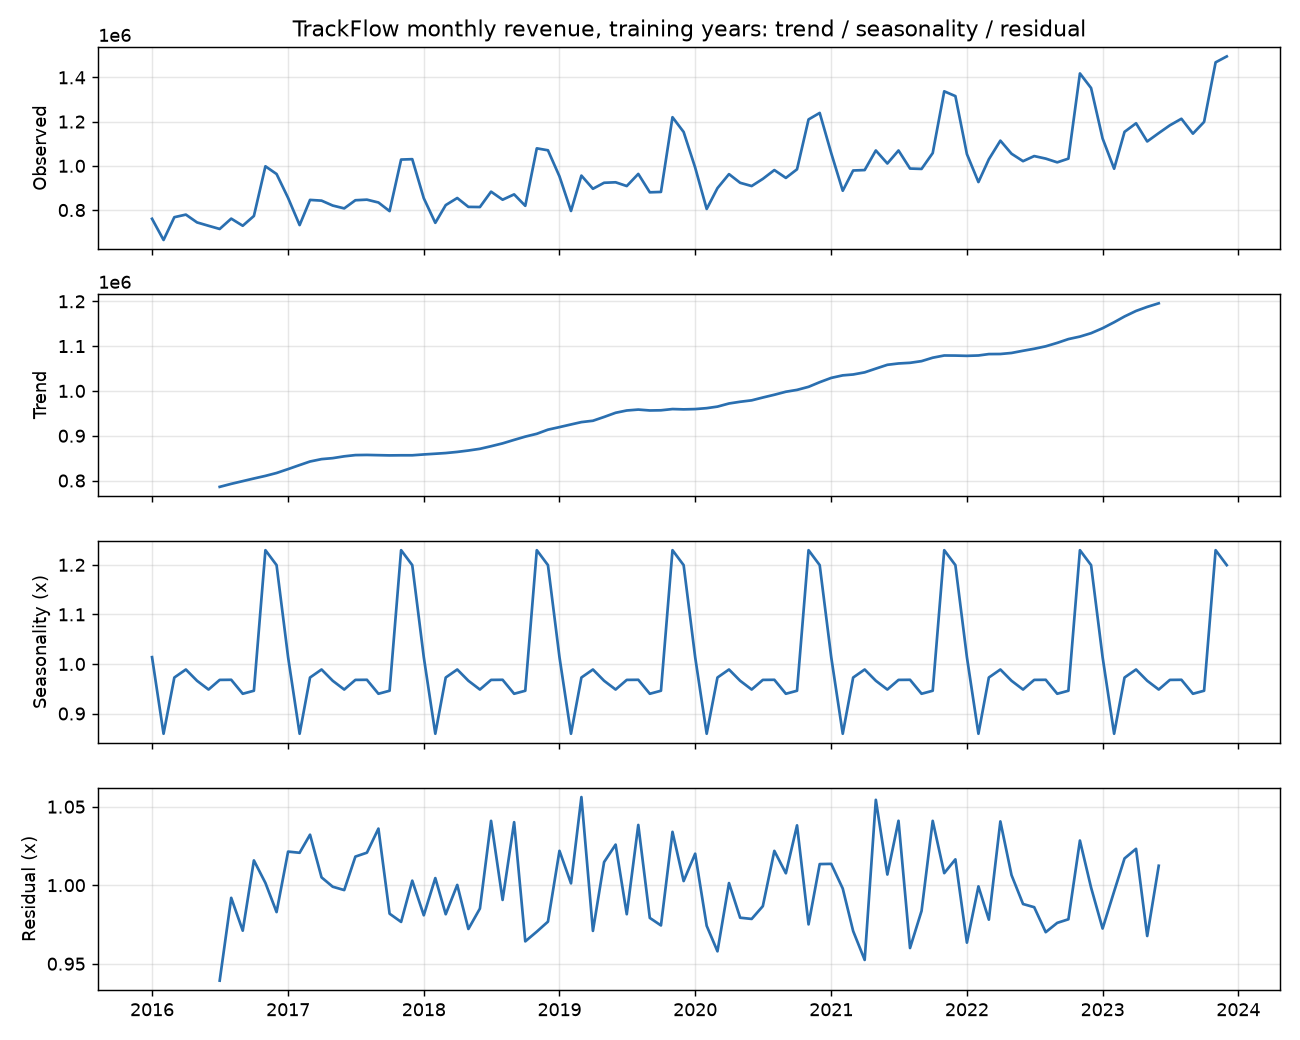 TrackFlow monthly revenue, training years: trend / seasonality / residual
1e6
Observed
1.4
1.2
1.0
0.8
1e6
Trend
1.2
1.1
1.0
0.9
0.8
Seasonality (x)
1.2
1.1
1.0
0.9
Residual (x)
1.05
1.00
0.95
2016 2017 2018 2019 2020 2021 2022 2023 2024